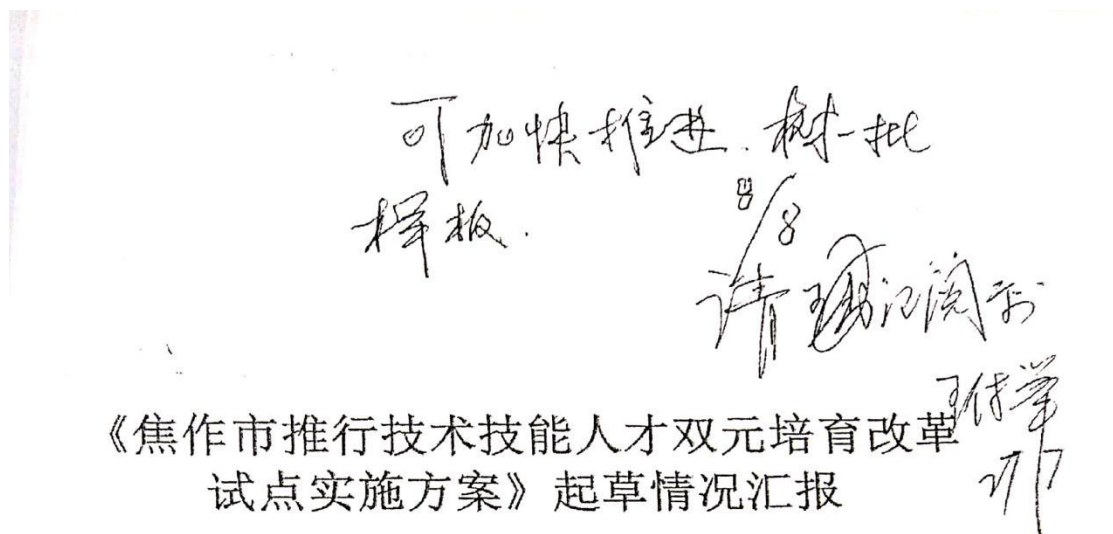 可加快推进.树一批
样板.
8/8
请 阅示
《焦作市推行技术技能人才双元培育改革
试点实施方案》起草情况汇报